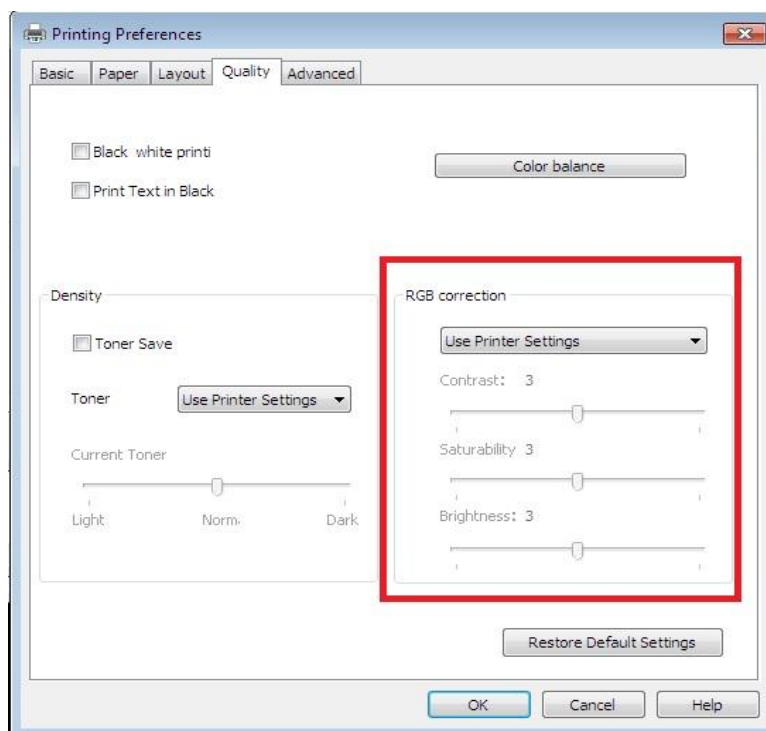 Printing Preferences
Basic Paper Layout Quality Advanced
Black white printi
Color balance
Print Text in Black
Density
Toner Save
Toner Use Printer Settings
Current Toner
Light Norm. Dark
RGB correction
Use Printer Settings
Contrast: 3
Saturability 3
Brightness: 3
Restore Default Settings
OK Cancel Help